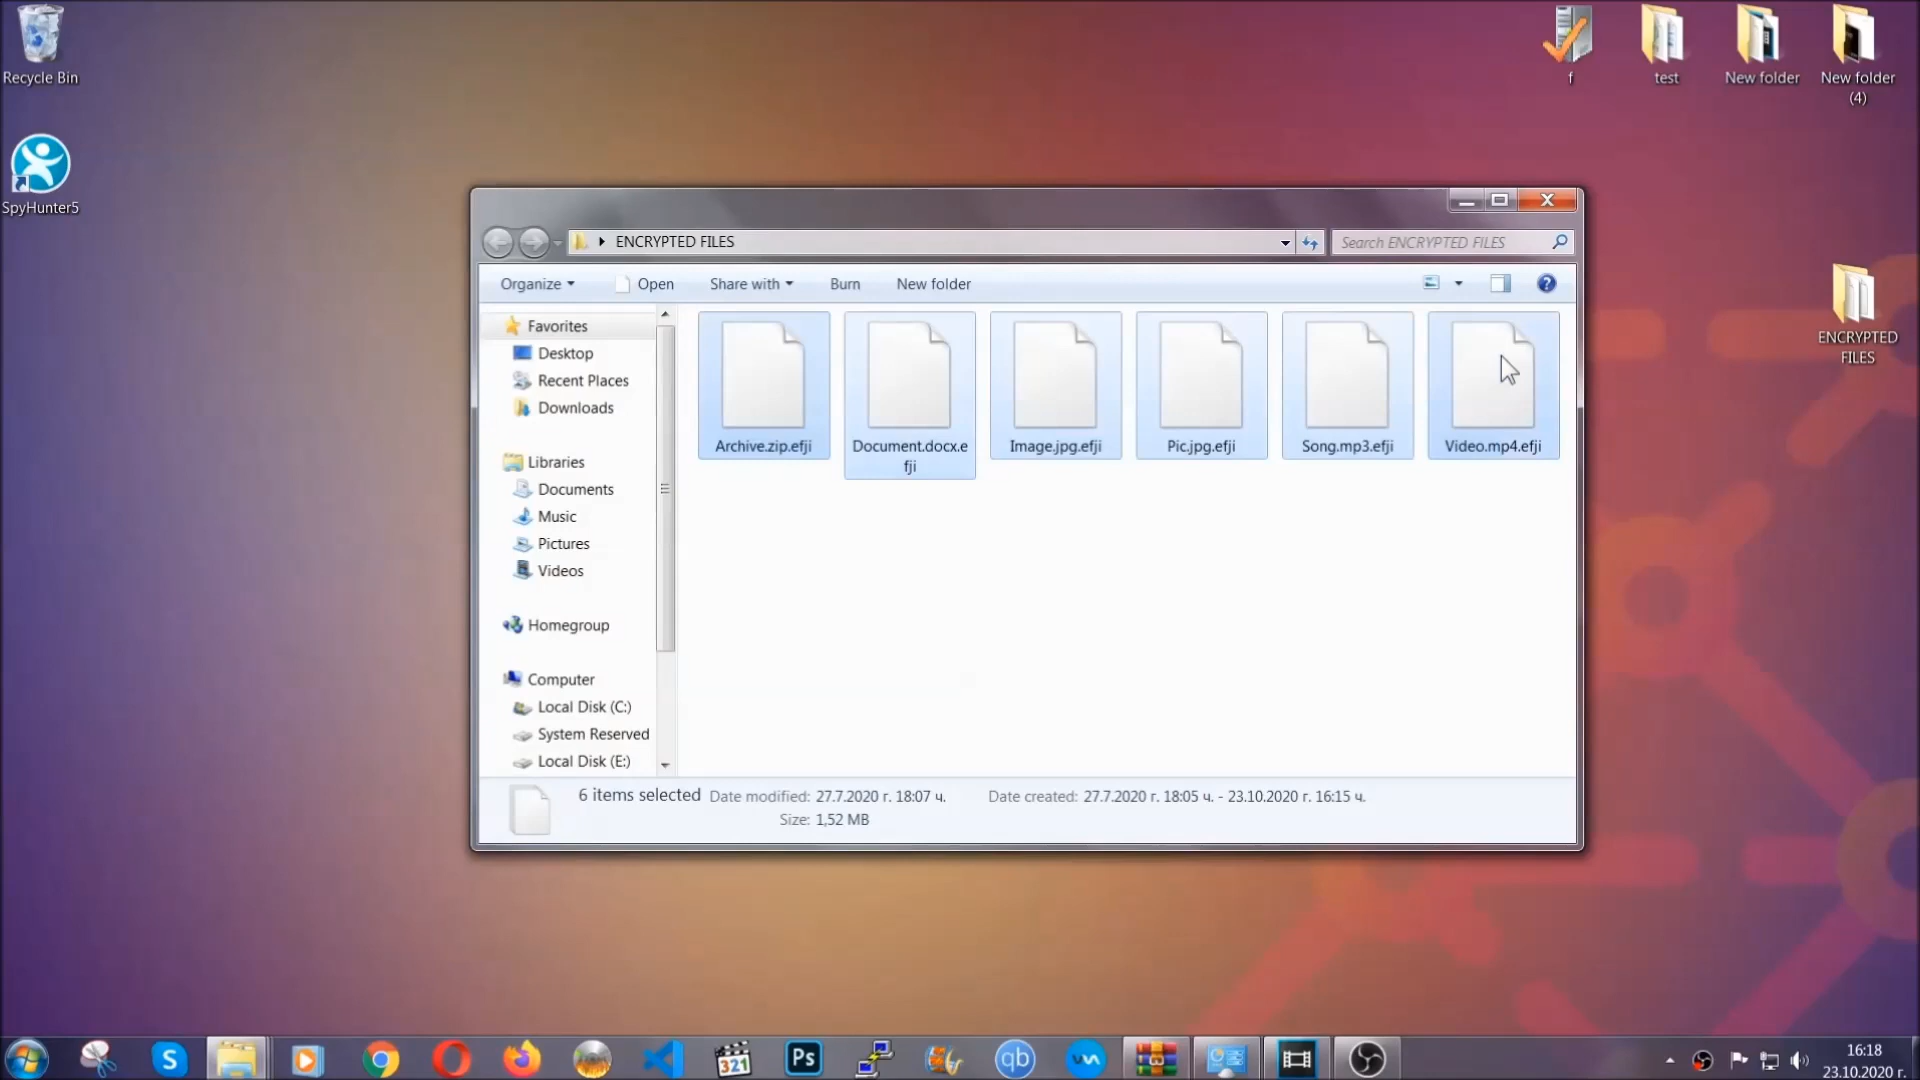 Recycle Bin
SpyHunter5
f
test
New folder
New folder
(4)
ENCRYPTED
FILES
ENCRYPTED FILES
Search ENCRYPTED FILES
Organize
Open
Share with
Burn
New folder
Favorites
Desktop
Recent Places
Downloads
Libraries
Documents
Music
Pictures
Videos
Homegroup
Computer
Local Disk (C:)
System Reserved
Local Disk (E:)
Archive.zip.efji
Document.docx.e
fji
Image.jpg.efji
Pic.jpg.efji
Song.mp3.efji
Video.mp4.efji
6 items selected
Date modified: 27.7.2020 г. 18:07 ч.
Date created: 27.7.2020 г. 18:05 ч. - 23.10.2020 г. 16:15 ч.
Size: 1,52 MB
S
321
Ps
qb
16:18
23.10.2020 г.